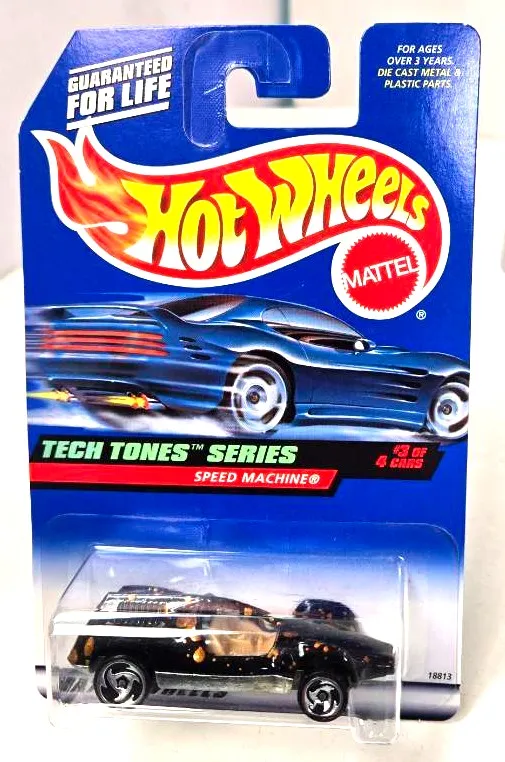 GUARANTEED
FOR LIFE
FOR AGES
OVER 3 YEARS.
DIE CAST METAL &
PLASTIC PARTS
HOT WHEELS
MATTEL
®
TECH TONES™ SERIES
#3 OF
4 CARS
SPEED MACHINE®
18813
WHEELS